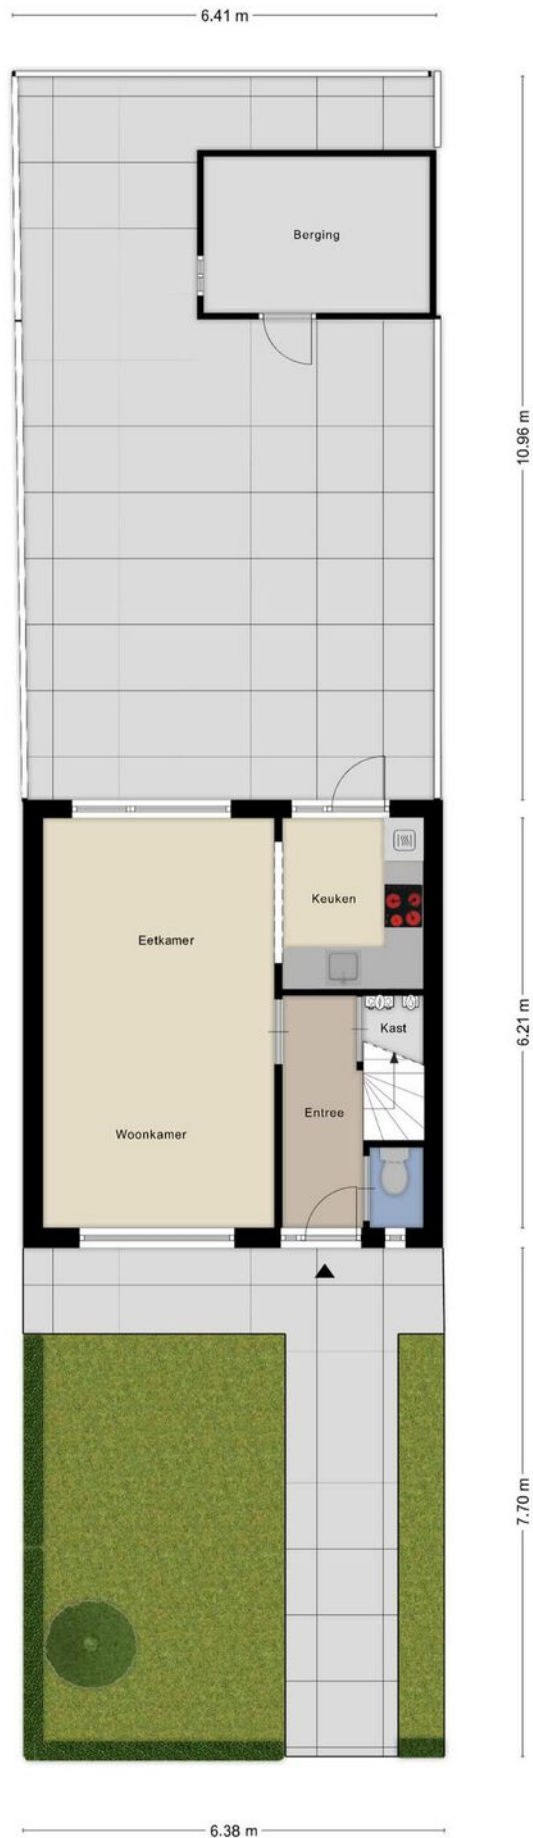 6.41 m
Berging
10.96 m
Keuken
Eetkamer
6.21 m
Kast
Entree
Woonkamer
7.70 m
6.38 m